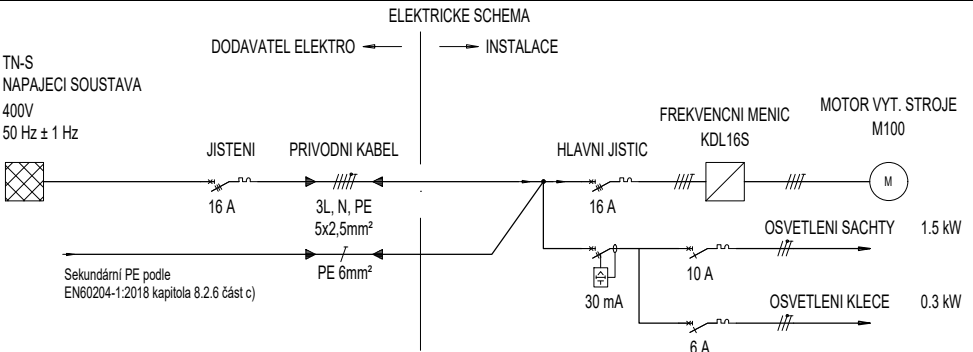 ELEKTRICKE SCHEMA
DODAVATEL ELEKTRO
INSTALACE
TN-S
NAPAJECI SOUSTAVA
400V
50 Hz ± 1 Hz
JISTENI
PRIVODNI KABEL
HLAVNI JISTIC
FREKVENCNI MENIC
KDL16S
MOTOR VYT. STROJE
M100
M
16 A
3L, N, PE
5x2,5mm²
16 A
OSVETLENI SACHTY 1.5 kW
Sekundární PE podle
EN60204-1:2018 kapitola 8.2.6 část c)
PE 6mm²
30 mA
10 A
OSVETLENI KLECE 0.3 kW
6 A